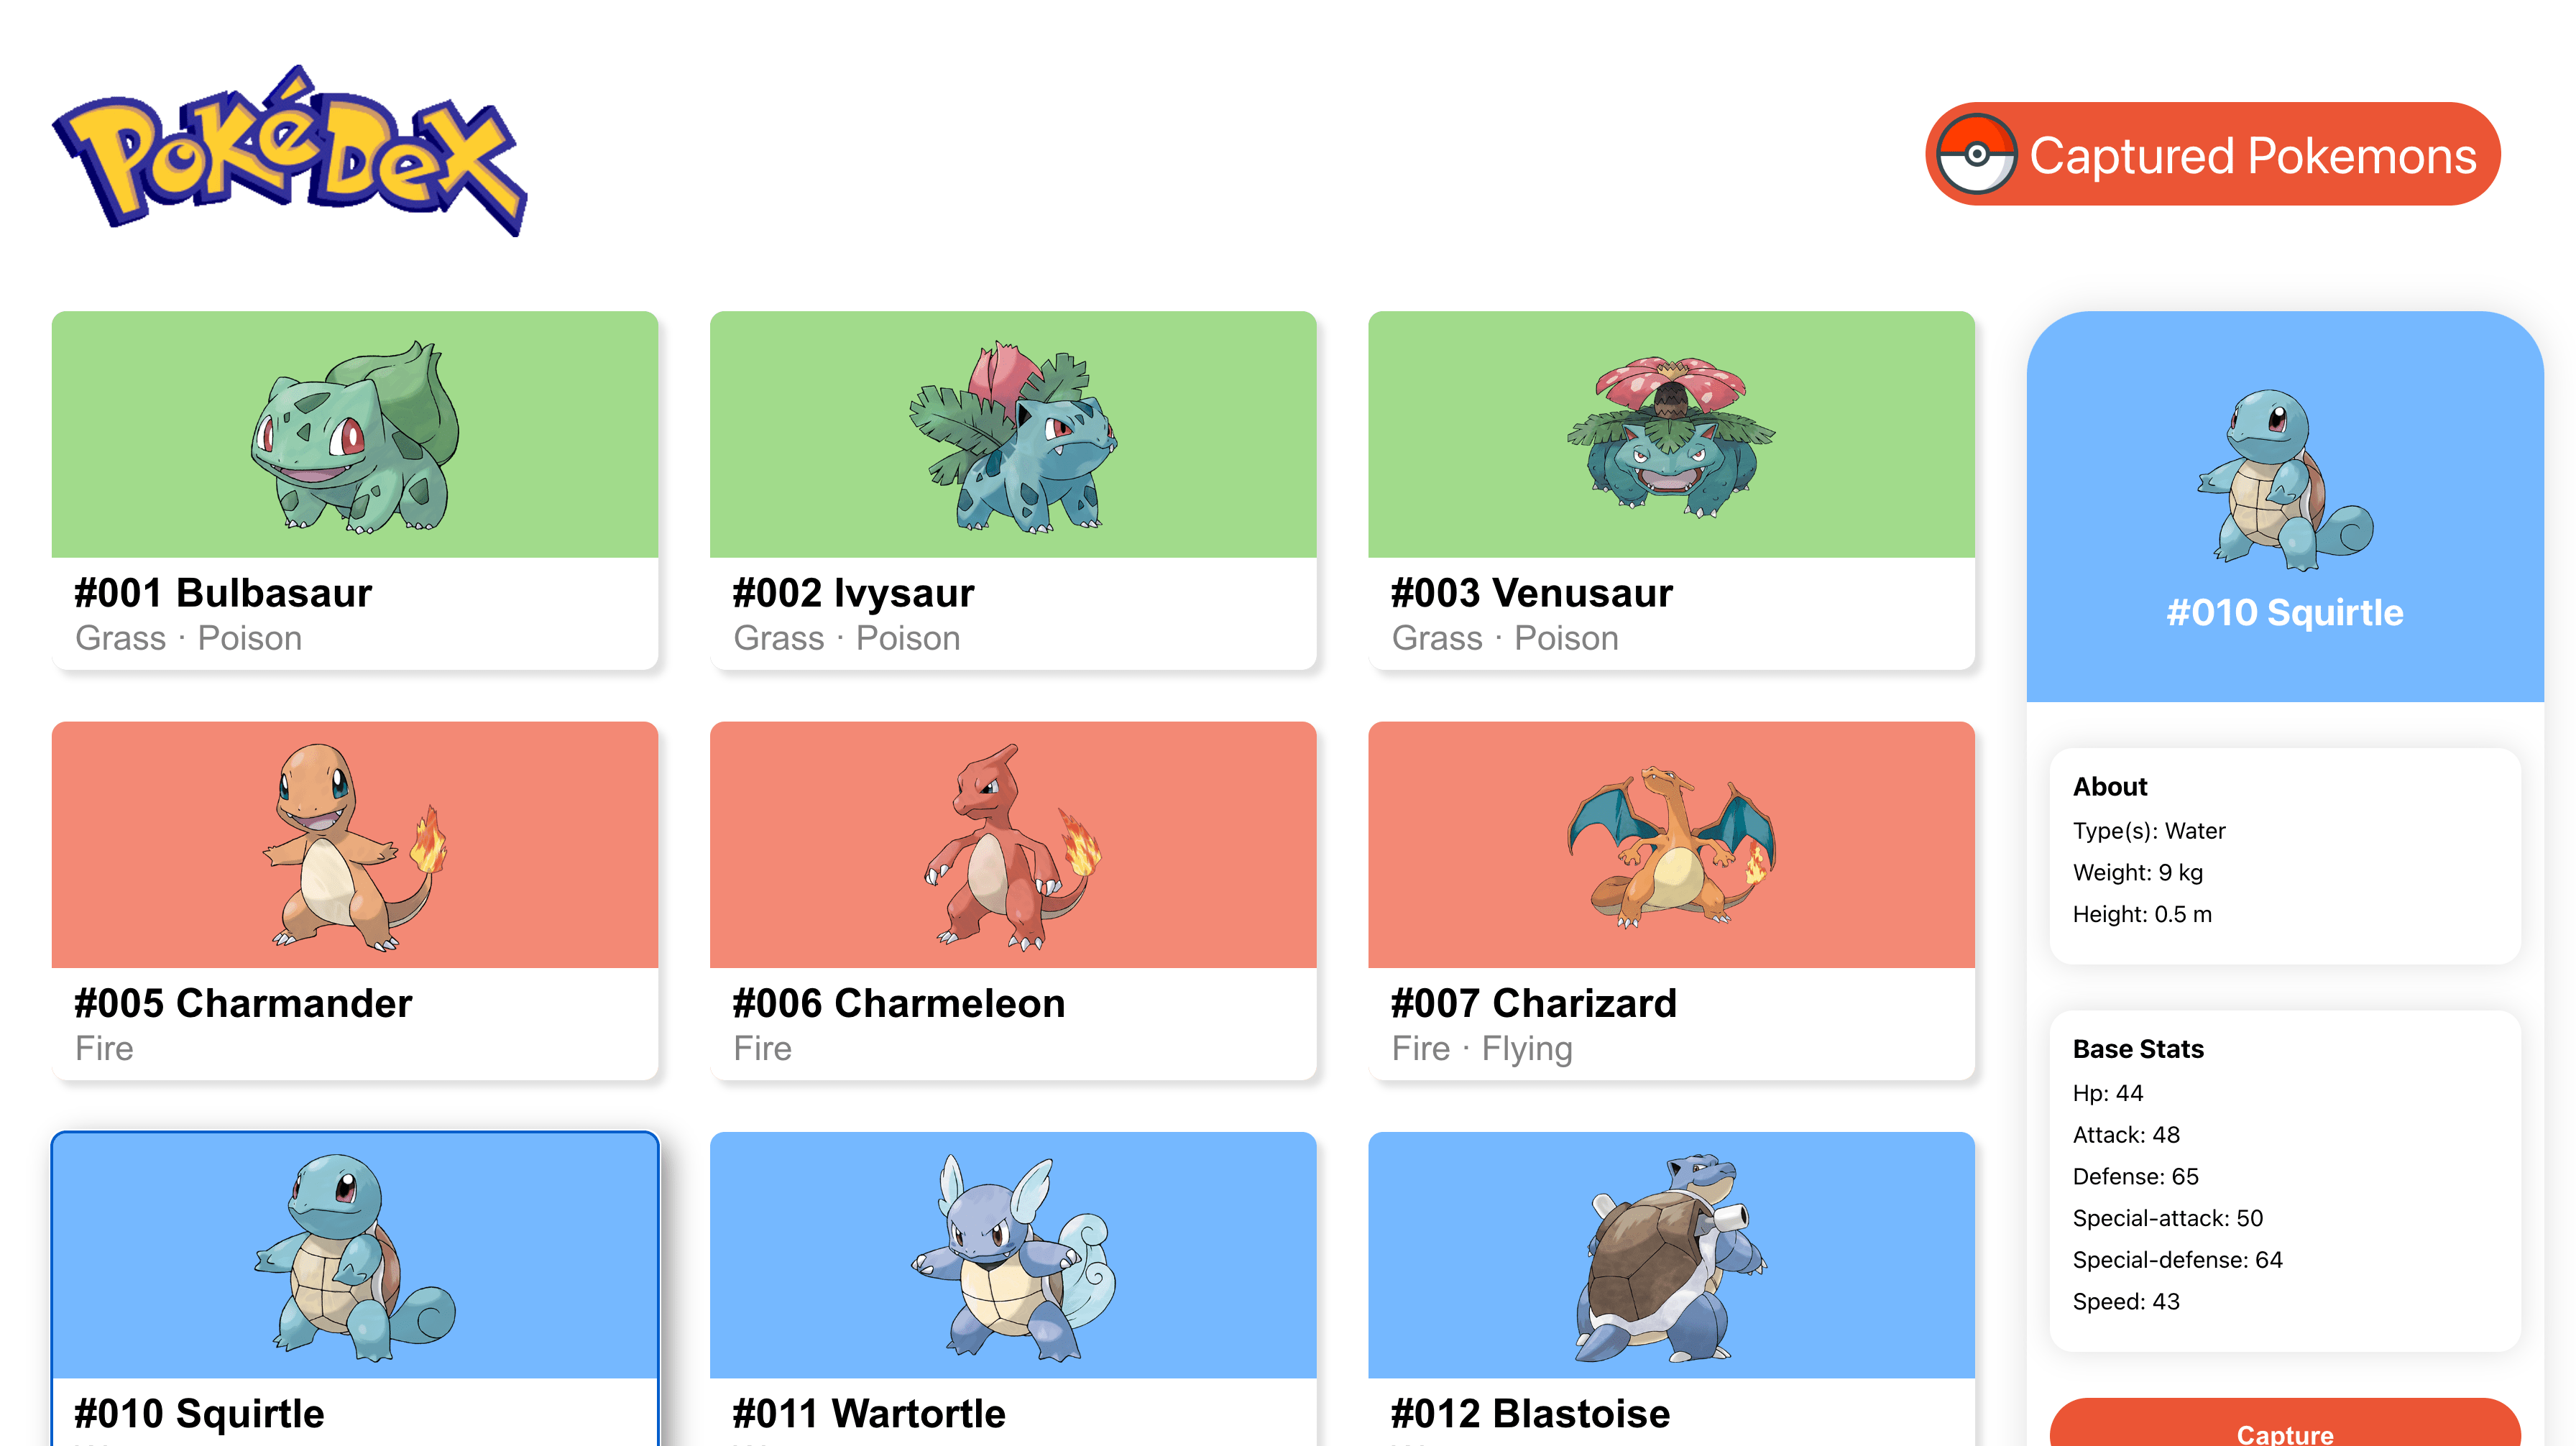 PokéDex
Captured Pokemons
#001 Bulbasaur
Grass · Poison
#002 Ivysaur
Grass · Poison
#003 Venusaur
Grass · Poison
#005 Charmander
Fire
#006 Charmeleon
Fire
#007 Charizard
Fire · Flying
#010 Squirtle
#011 Wartortle
#012 Blastoise
#010 Squirtle
About
Type(s): Water
Weight: 9 kg
Height: 0.5 m
Base Stats
Hp: 44
Attack: 48
Defense: 65
Special-attack: 50
Special-defense: 64
Speed: 43
Capture